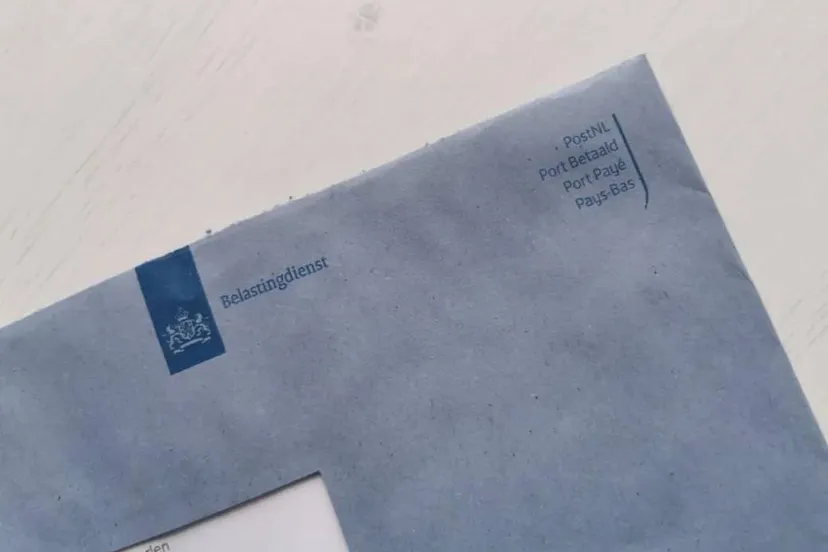 PostNL
Port Betaald
Port Payé
Pays-Bas
Belastingdienst